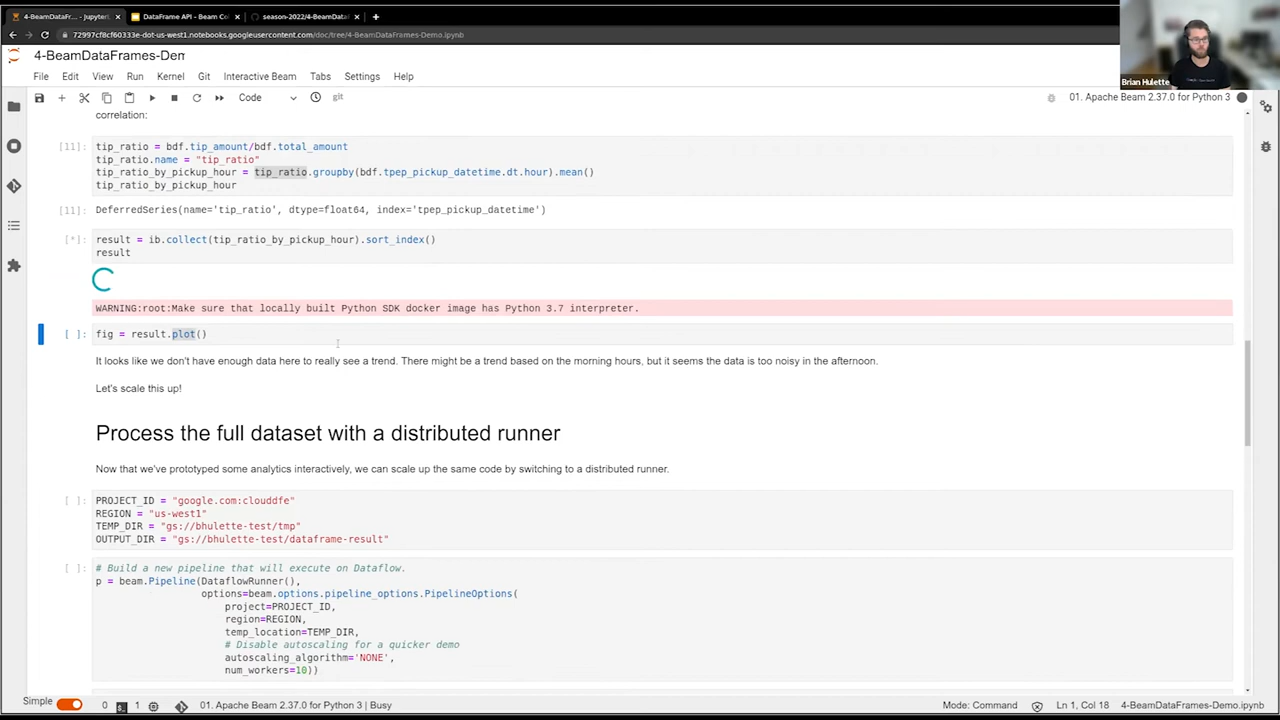 4-BeamDataFr... - Jupyter
DataFrame API - Beam Co
season-2022/4-BeamDataF
72997cf8cf60333e-dot-us-west1.notebooks.googleusercontent.com/doc/tree/4-BeamDataFrames-Demo.ipynb
Brian Hulette
4-BeamDataFrames-Dem
File Edit View Run Kernel Git Interactive Beam Tabs Settings Help
Code git 01. Apache Beam 2.37.0 for Python 3
correlation:
[11]: tip_ratio = bdf.tip_amount/bdf.total_amount
tip_ratio.name = "tip_ratio"
tip_ratio_by_pickup_hour = tip_ratio.groupby(bdf.tpep_pickup_datetime.dt.hour).mean()
tip_ratio_by_pickup_hour
[11]: DeferredSeries(name='tip_ratio', dtype=float64, index='tpep_pickup_datetime')
[*]: result = ib.collect(tip_ratio_by_pickup_hour).sort_index()
result
WARNING:root:Make sure that locally built Python SDK docker image has Python 3.7 interpreter.
[ ]: fig = result.plot()
It looks like we don't have enough data here to really see a trend. There might be a trend based on the morning hours, but it seems the data is too noisy in the afternoon.
Let's scale this up!
Process the full dataset with a distributed runner
Now that we've prototyped some analytics interactively, we can scale up the same code by switching to a distributed runner.
[ ]: PROJECT_ID = "google.com:clouddfe"
REGION = "us-west1"
TEMP_DIR = "gs://bhulette-test/tmp"
OUTPUT_DIR = "gs://bhulette-test/dataframe-result"
[ ]: # Build a new pipeline that will execute on Dataflow.
p = beam.Pipeline(DataflowRunner(),
options=beam.options.pipeline_options.PipelineOptions(
project=PROJECT_ID,
region=REGION,
temp_location=TEMP_DIR,
# Disable autoscaling for a quicker demo
autoscaling_algorithm='NONE',
num_workers=10))
Simple 0 1 01. Apache Beam 2.37.0 for Python 3 | Busy Mode: Command Ln 1, Col 18 4-BeamDataFrames-Demo.ipynb